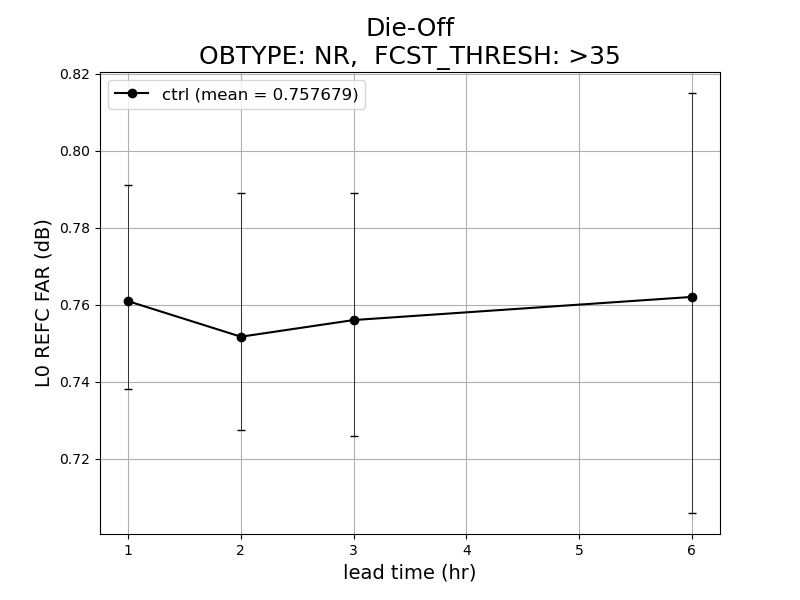 Die-Off
OBTYPE: NR,  FCST_THRESH: >35
ctrl (mean = 0.757679)
L0 REFC FAR (dB)
0.82
0.80
0.78
0.76
0.74
0.72
1 2 3 4 5 6
lead time (hr)